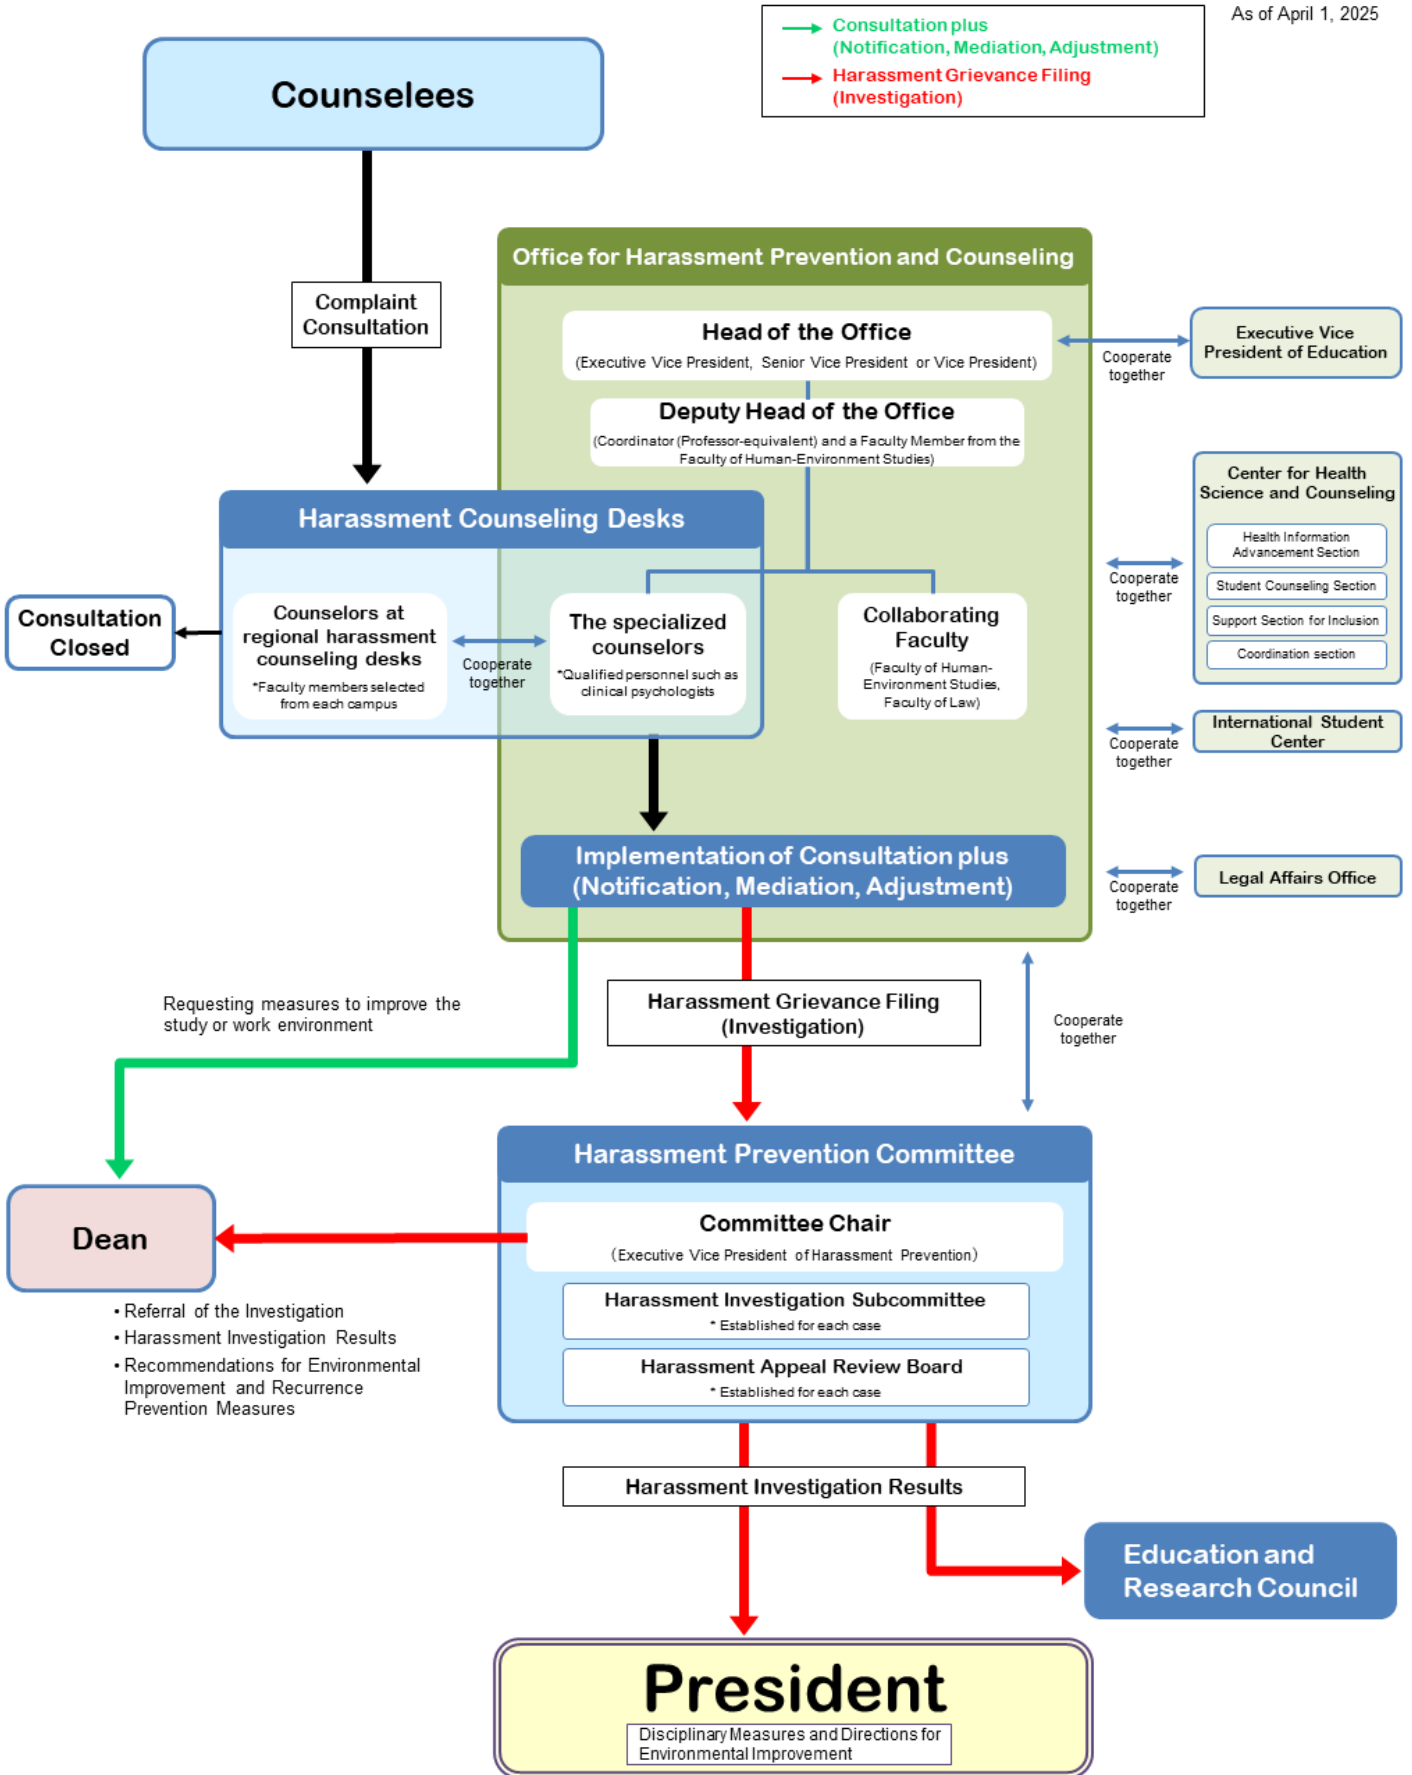 As of April 1, 2025
Consultation plus
(Notification, Mediation, Adjustment)
Harassment Grievance Filing
(Investigation)
Counselees
Complaint
Consultation
Office for Harassment Prevention and Counseling
Head of the Office
(Executive Vice President, Senior Vice President or Vice President)
Cooperate
together
Executive Vice
President of Education
Deputy Head of the Office
(Coordinator (Professor-equivalent) and a Faculty Member from the
Faculty of Human-Environment Studies)
Center for Health
Science and Counseling
Health Information
Advancement Section
Student Counseling Section
Support Section for Inclusion
Coordination section
Cooperate
together
Harassment Counseling Desks
Consultation
Closed
Counselors at
regional harassment
counseling desks
*Faculty members selected
from each campus
Cooperate
together
The specialized
counselors
*Qualified personnel such as
clinical psychologists
Collaborating
Faculty
(Faculty of Human-
Environment Studies,
Faculty of Law)
Cooperate
together
International Student
Center
Implementation of Consultation plus
(Notification, Mediation, Adjustment)
Cooperate
together
Legal Affairs Office
Requesting measures to improve the
study or work environment
Harassment Grievance Filing
(Investigation)
Cooperate
together
Harassment Prevention Committee
Committee Chair
(Executive Vice President of Harassment Prevention)
Dean
• Referral of the Investigation
• Harassment Investigation Results
• Recommendations for Environmental
Improvement and Recurrence
Prevention Measures
Harassment Investigation Subcommittee
* Established for each case
Harassment Appeal Review Board
* Established for each case
Harassment Investigation Results
Education and
Research Council
President
Disciplinary Measures and Directions for
Environmental Improvement